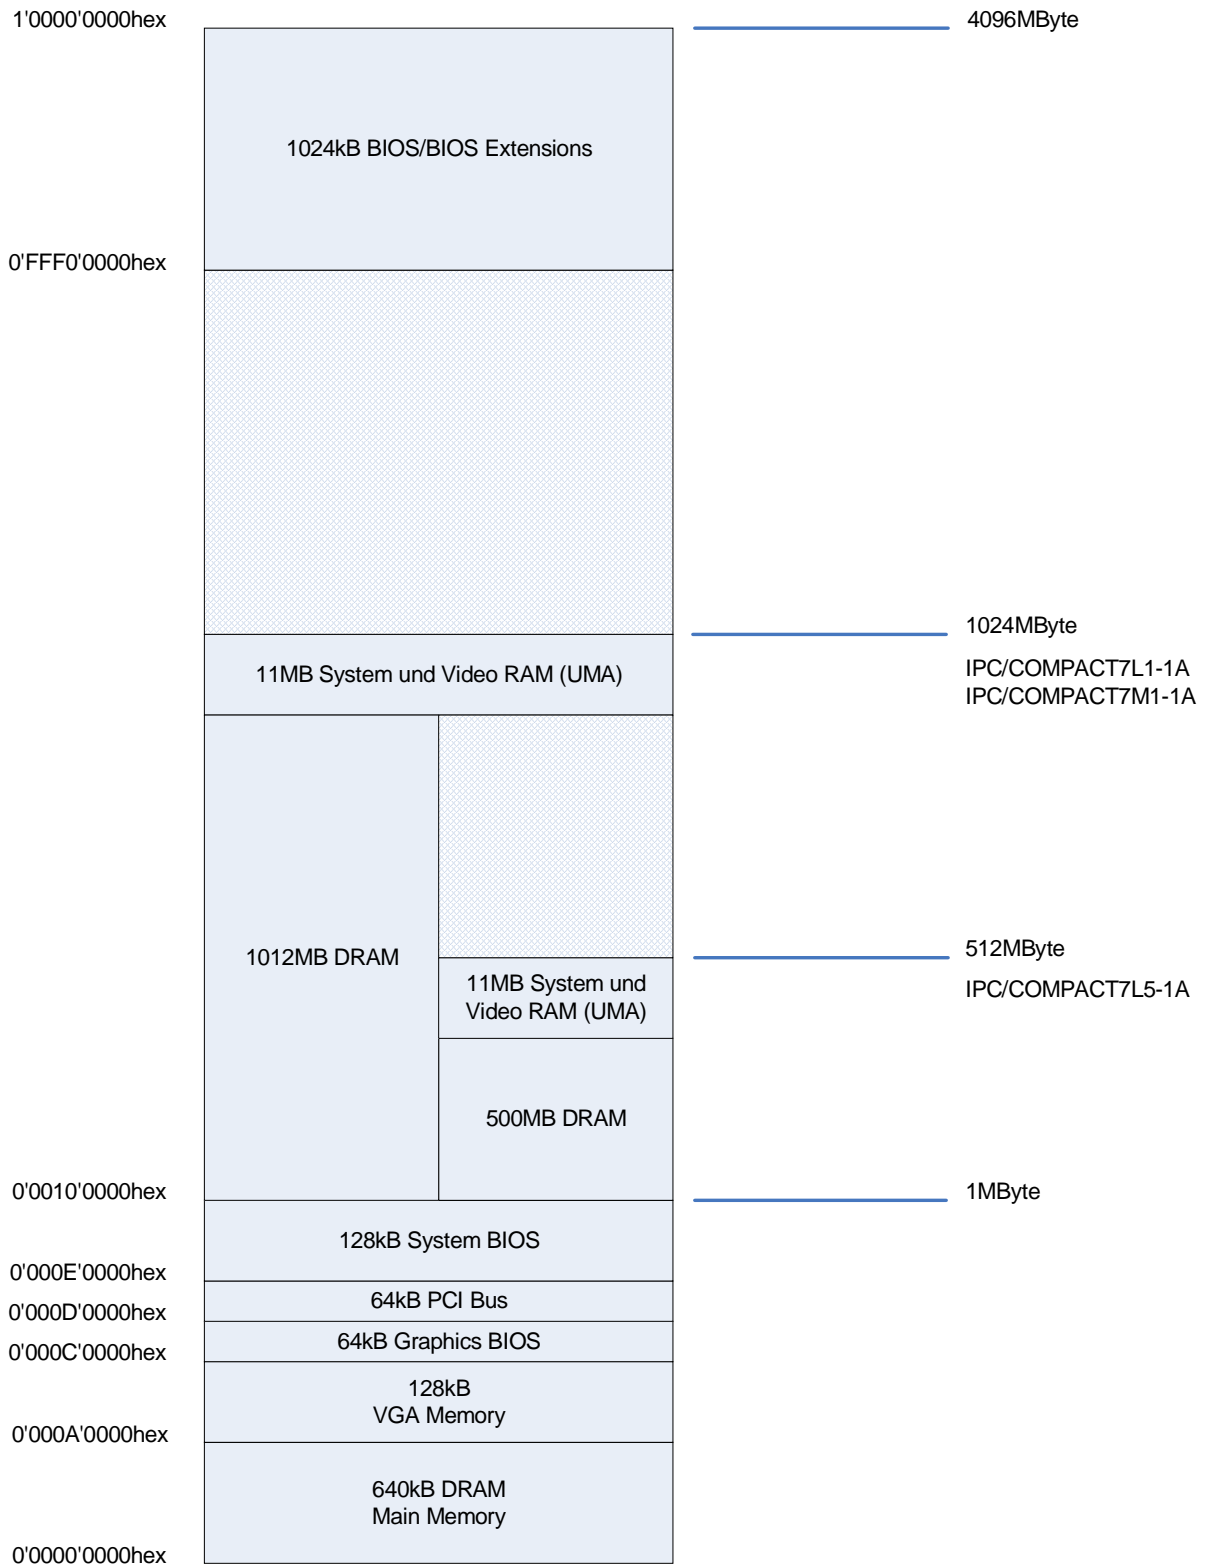 1'0000'0000hex
4096MByte
1024kB BIOS/BIOS Extensions
0'FFF0'0000hex
1024MByte
11MB System und Video RAM (UMA)
IPC/COMPACT7L1-1A
IPC/COMPACT7M1-1A
1012MB DRAM
512MByte
11MB System und
Video RAM (UMA)
IPC/COMPACT7L5-1A
500MB DRAM
0'0010'0000hex
1MByte
128kB System BIOS
0'000E'0000hex
64kB PCI Bus
0'000D'0000hex
64kB Graphics BIOS
0'000C'0000hex
128kB
VGA Memory
0'000A'0000hex
640kB DRAM
Main Memory
0'0000'0000hex